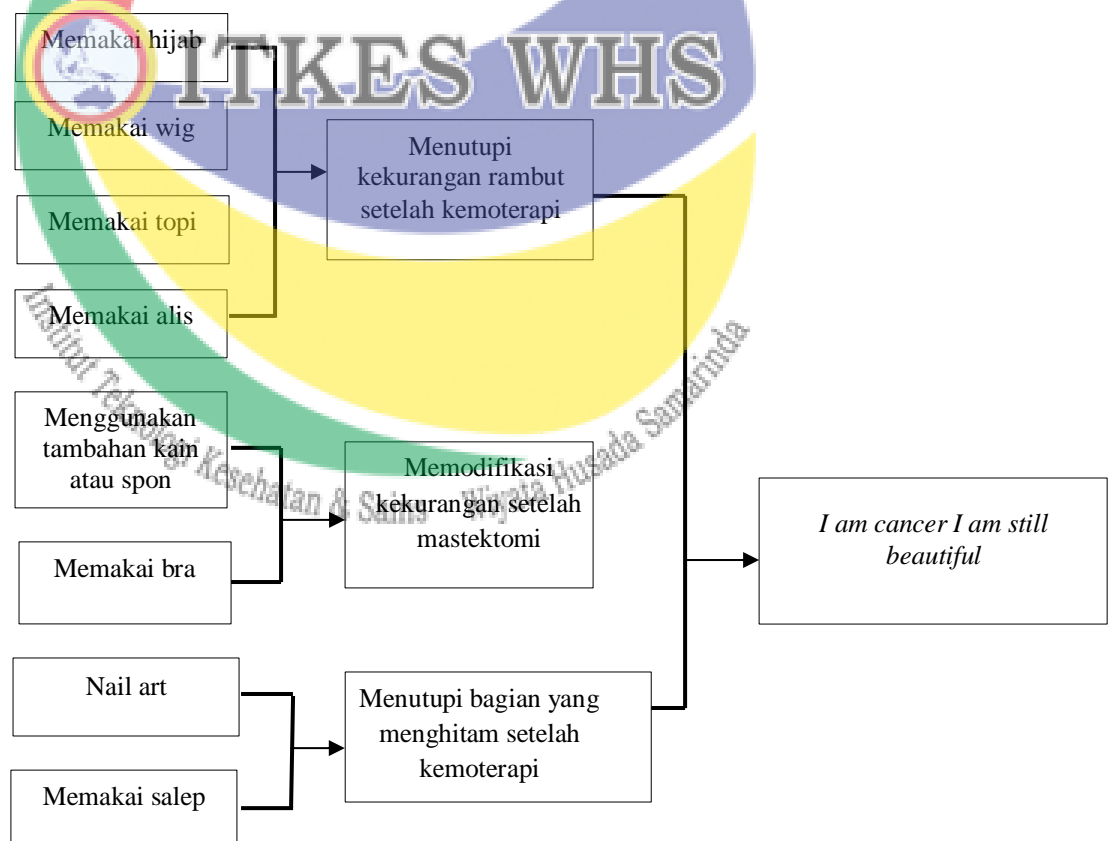 Memakai hijab
ITKES WHS
Memakai wig
Menutupi
kekurangan rambut
setelah kemoterapi
Memakai topi
Memakai alis
Institut Teknologi Kesehatan & Sains Wiyata Husada Samarinda
Menggunakan
tambahan kain
atau spon
Memodifikasi
kekurangan setelah
mastektomi
Memakai bra
I am cancer I am still
beautiful
Nail art
Menutupi bagian yang
menghitam setelah
kemoterapi
Memakai salep